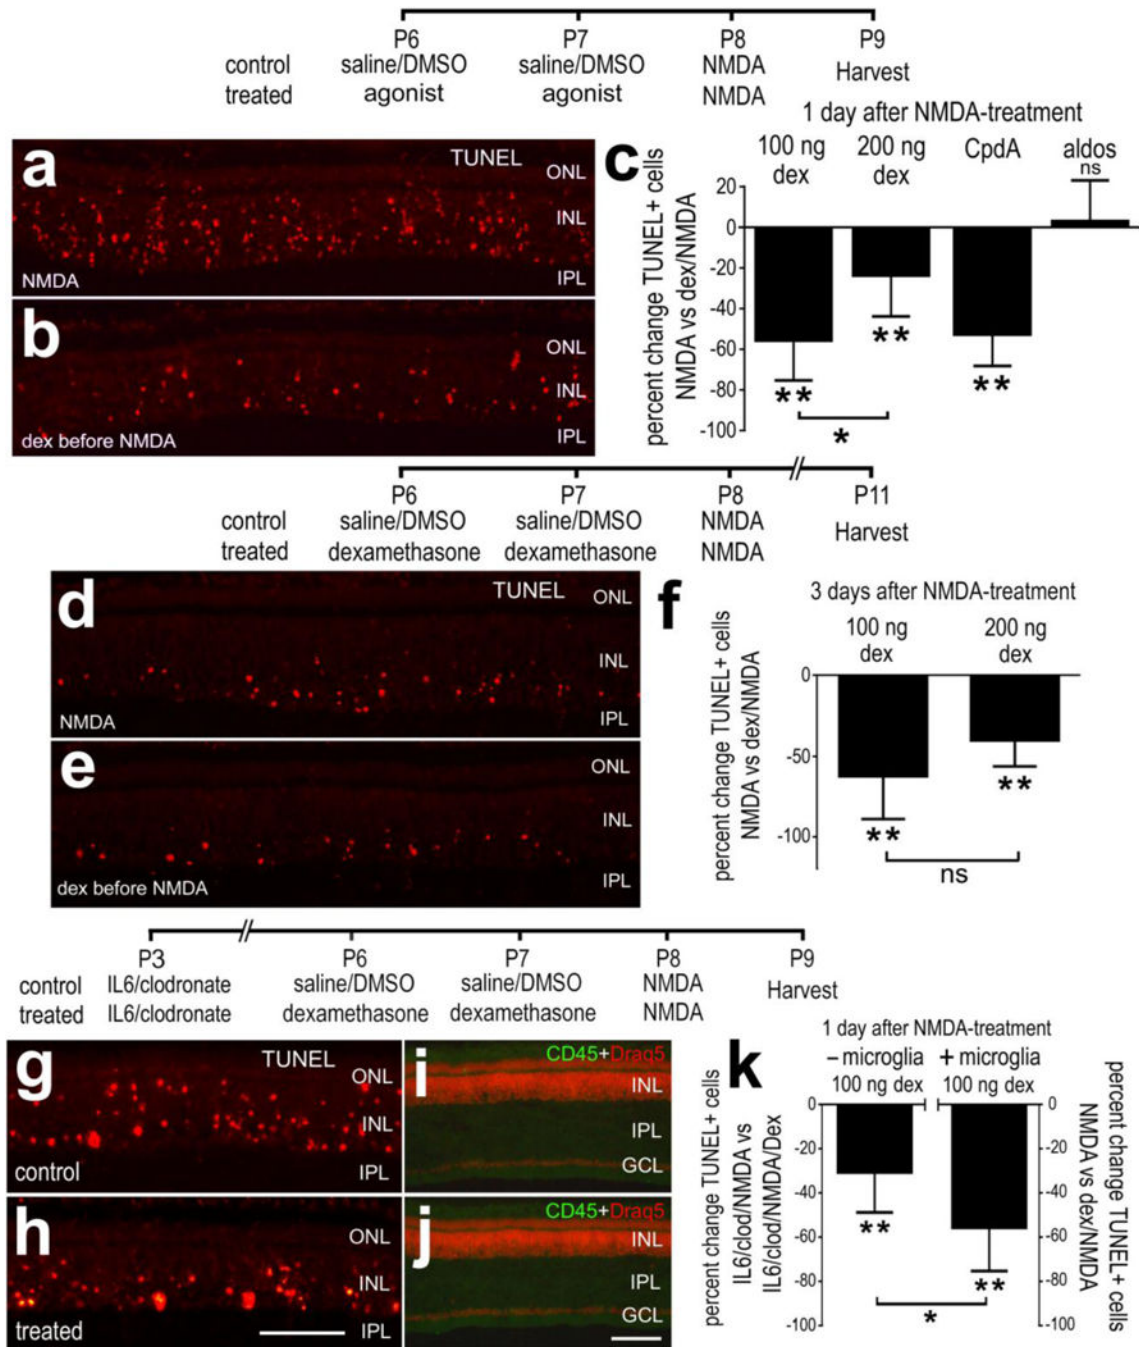 P6 P7 P8 P9
control saline/DMSO saline/DMSO NMDA Harvest
treated agonist agonist NMDA
a TUNEL ONL
INL
NMDA IPL
b ONL
INL
dex before NMDA IPL
c 1 day after NMDA-treatment
100 ng dex 200 ng dex CpdA aldos
ns
percent change TUNEL+ cells
NMDA vs dex/NMDA
20
0
-20
-40
-60
-80
-100
** ** **
*
P6 P7 P8 P11
control saline/DMSO saline/DMSO NMDA Harvest
treated dexamethasone dexamethasone NMDA
d TUNEL ONL
INL
NMDA IPL
e ONL
INL
dex before NMDA IPL
f 3 days after NMDA-treatment
100 ng dex 200 ng dex
percent change TUNEL+ cells
NMDA vs dex/NMDA
0
-50
-100
** **
ns
P3 P6 P7 P8 P9
control IL6/clodronate saline/DMSO saline/DMSO NMDA Harvest
treated IL6/clodronate dexamethasone dexamethasone NMDA
g TUNEL ONL
INL
control IPL
h ONL
INL
treated IPL
i CD45+Draq5
INL
IPL
GCL
j CD45+Draq5
INL
IPL
GCL
k 1 day after NMDA-treatment
– microglia + microglia
100 ng dex 100 ng dex
percent change TUNEL+ cells
IL6/clod/NMDA vs
IL6/clod/NMDA/Dex
0
-20
-40
-60
-80
-100
** **
*
0
-20
-40
-60
-80
-100
percent change TUNEL+ cells
NMDA vs dex/NMDA